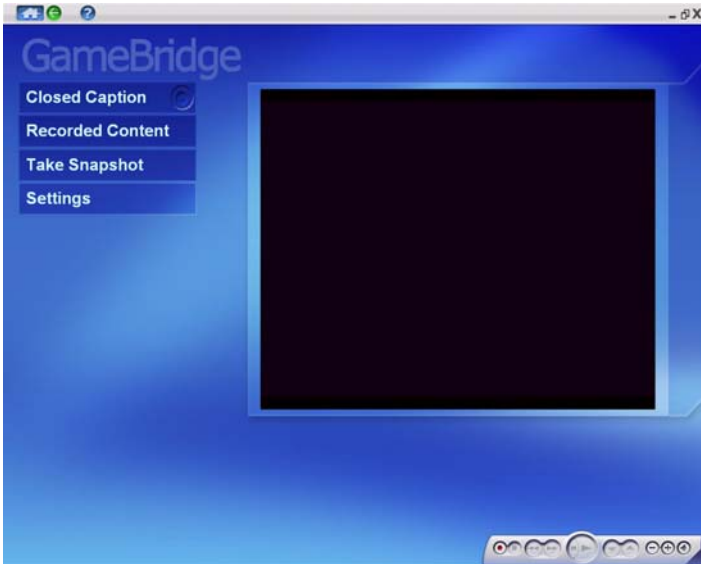 GameBridge
Closed Caption
Recorded Content
Take Snapshot
Settings